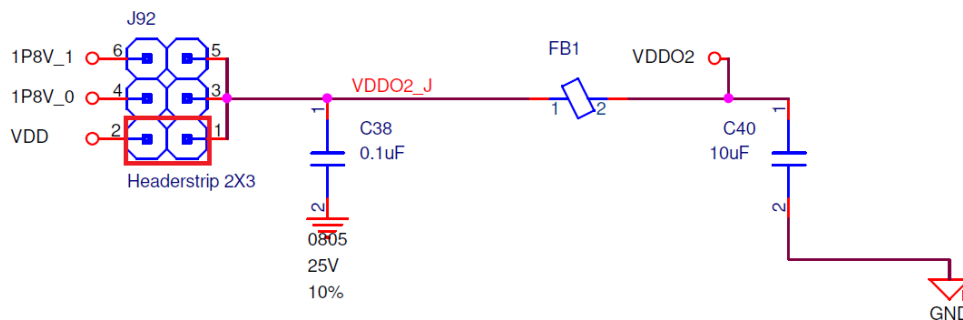 J92
1P8V_1
6
5
1P8V_0
4
3
VDD
2
1
Headerstrip 2X3
VDDO2_J
1
C38
0.1uF
2
0805
25V
10%
FB1
1
2
VDDO2
1
C40
10uF
2
GND